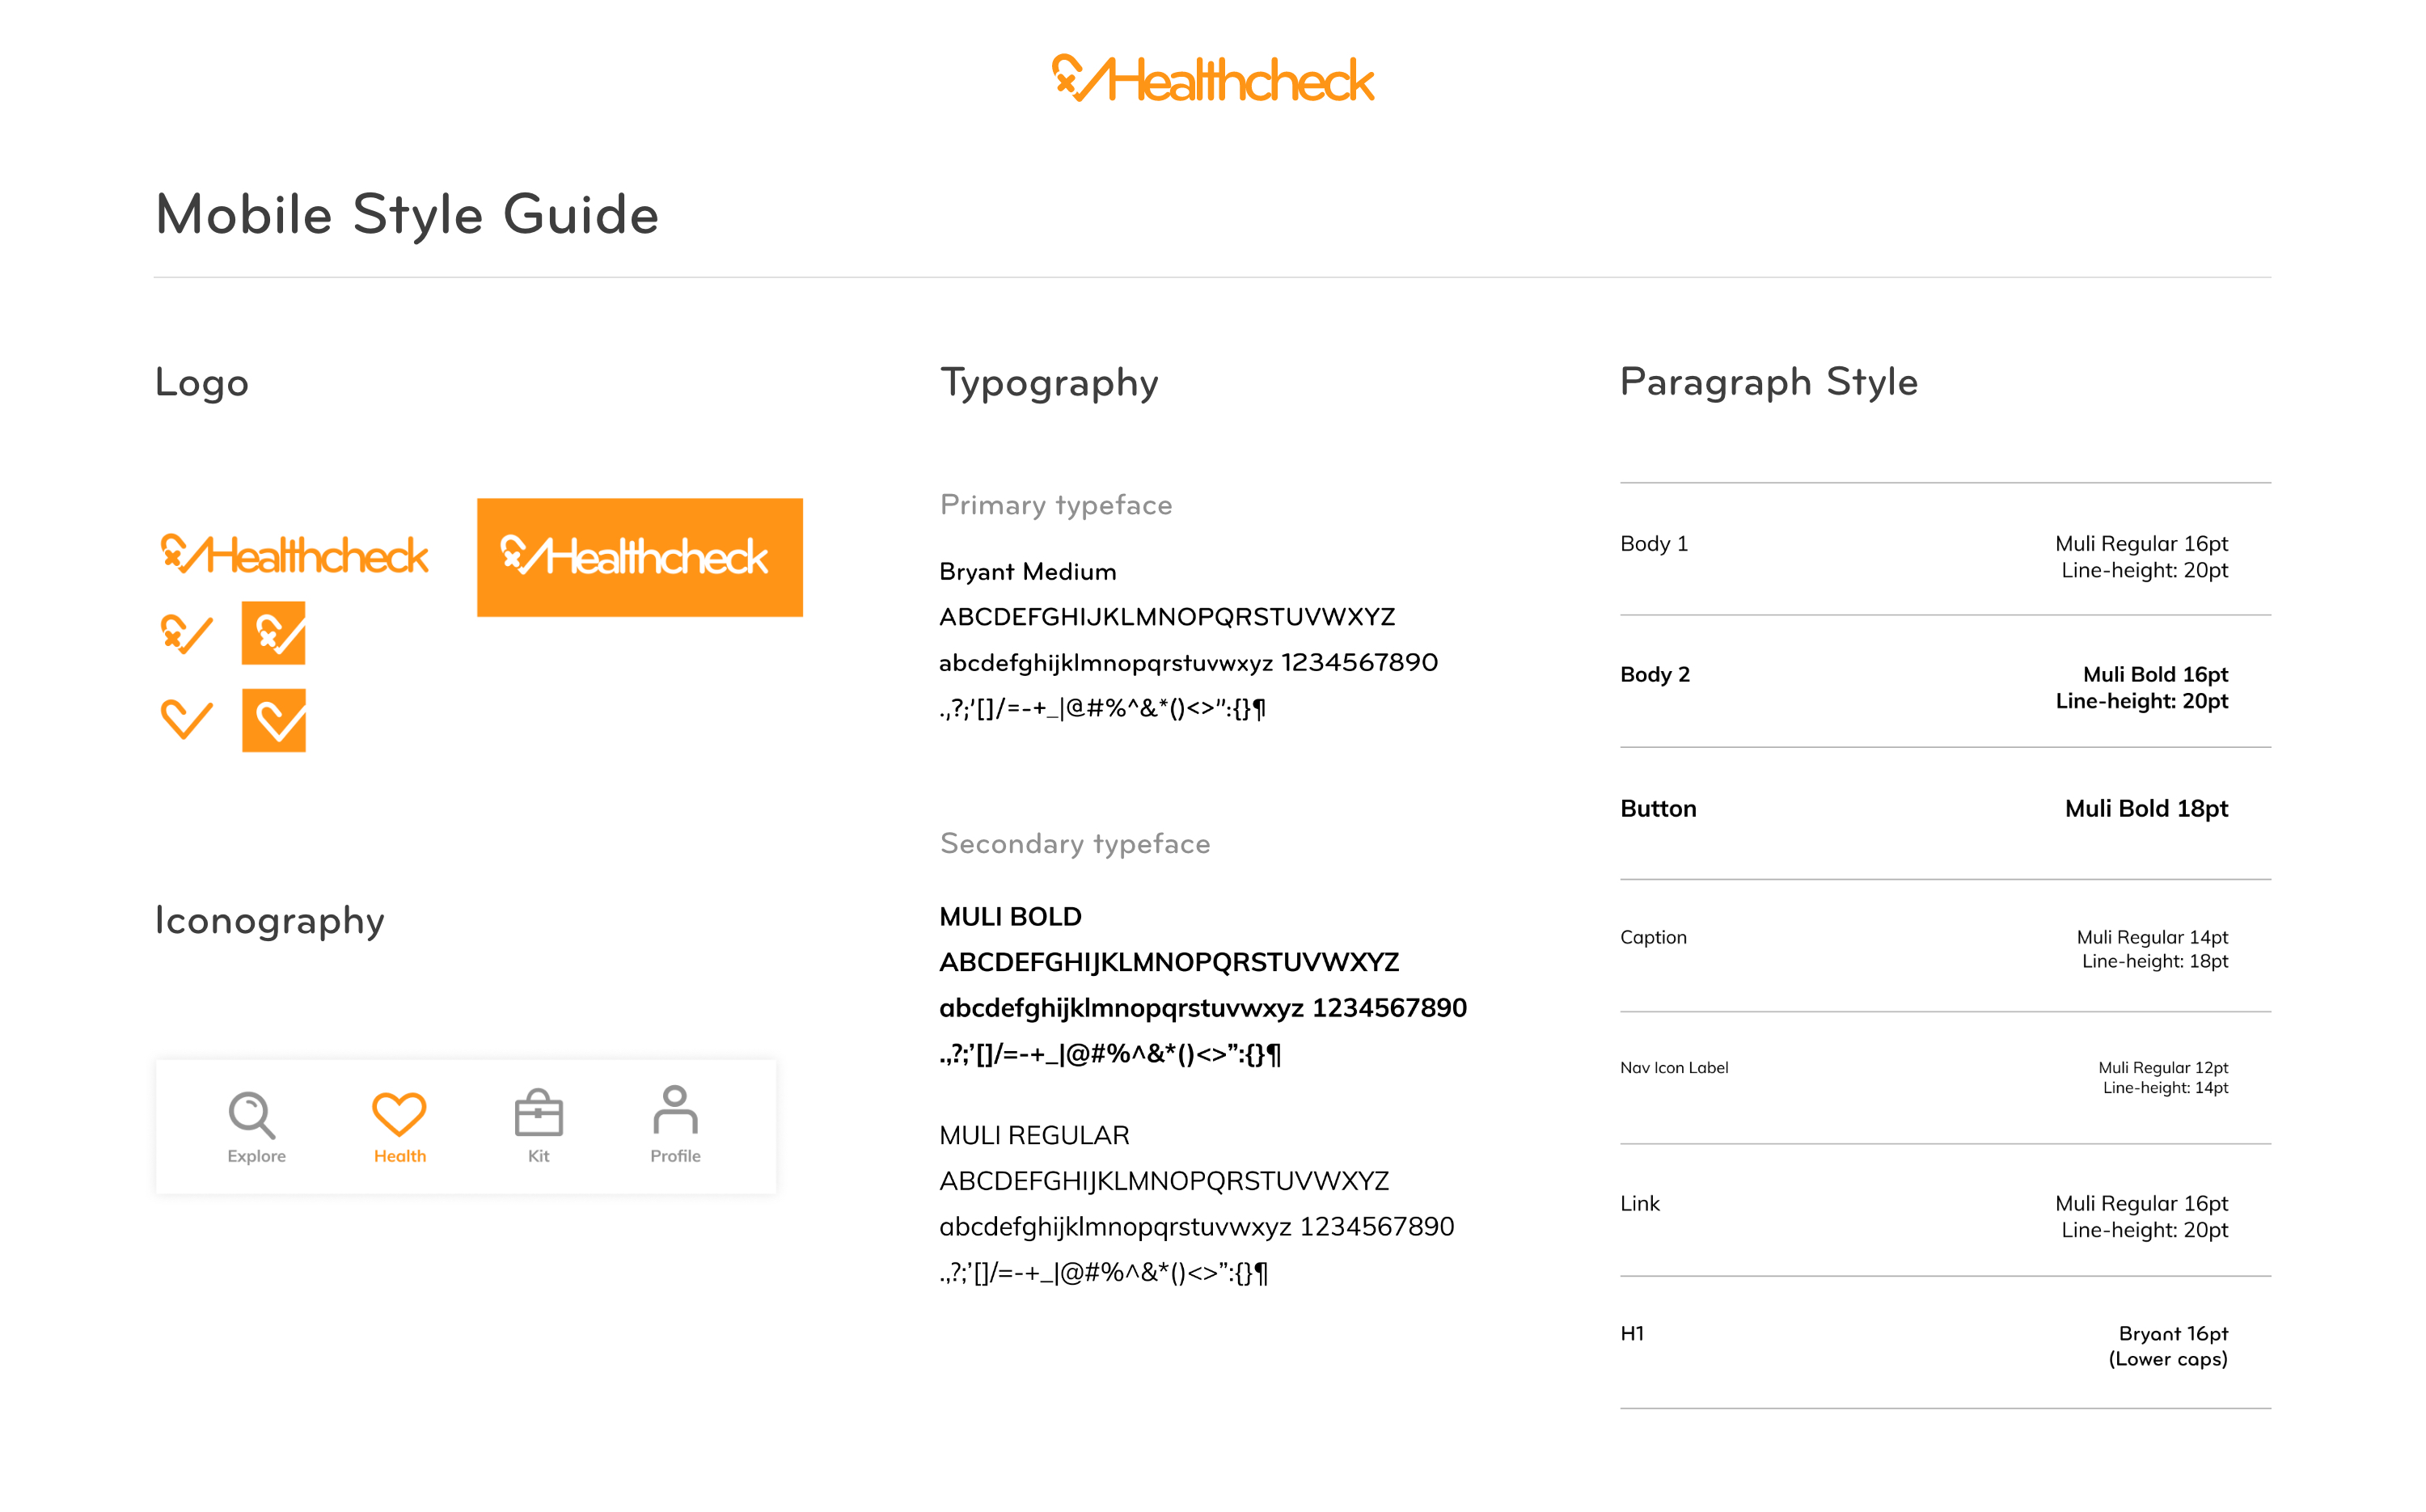 Healthcheck
Mobile Style Guide
Logo
Healthcheck
Healthcheck
Iconography
Explore
Health
Kit
Profile
Typography
Primary typeface
Bryant Medium
ABCDEFGHIJKLMNOPQRSTUVWXYZ
abcdefghijklmnopqrstuvwxyz 1234567890
.,?;'[]/=-+_|@#%^&*()<>":{}¶
Secondary typeface
MULI BOLD
ABCDEFGHIJKLMNOPQRSTUVWXYZ
abcdefghijklmnopqrstuvwxyz 1234567890
.,?;’[]/=-+_|@#%^&*()<>”:{}¶
MULI REGULAR
ABCDEFGHIJKLMNOPQRSTUVWXYZ
abcdefghijklmnopqrstuvwxyz 1234567890
.,?;’[]/=-+_|@#%^&*()<>”:{}¶
Paragraph Style
Body 1
Muli Regular 16pt
Line-height: 20pt
Body 2
Muli Bold 16pt
Line-height: 20pt
Button
Muli Bold 18pt
Caption
Muli Regular 14pt
Line-height: 18pt
Nav Icon Label
Muli Regular 12pt
Line-height: 14pt
Link
Muli Regular 16pt
Line-height: 20pt
H1
Bryant 16pt
(Lower caps)